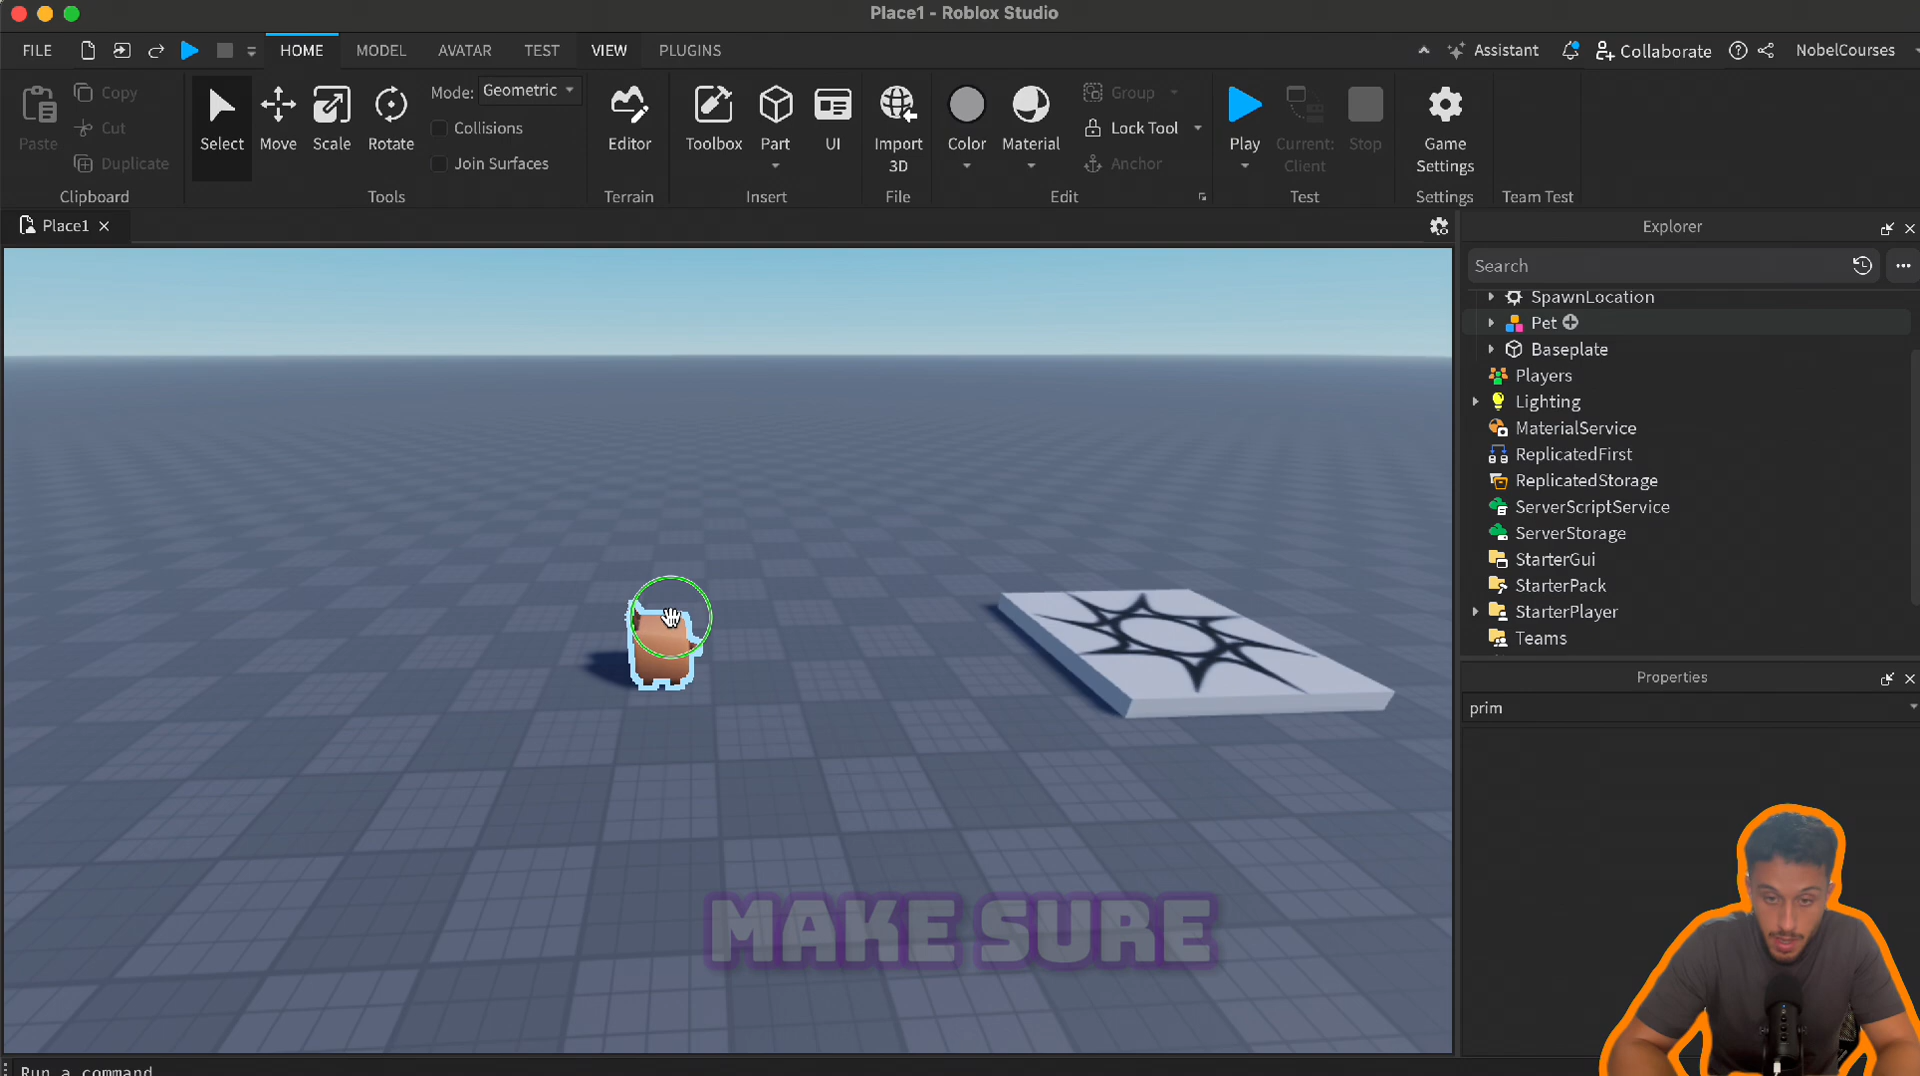 Place1 - Roblox Studio
FILE HOME MODEL AVATAR TEST VIEW PLUGINS Assistant Collaborate NobelCourses
Paste Copy Cut Duplicate
Clipboard
Select Move Scale Rotate
Mode: Geometric
Collisions
Join Surfaces
Tools
Editor
Terrain
Toolbox Part UI
Insert
Import 3D
File
Color Material
Group
Lock Tool
Anchor
Edit
Play Current: Client Stop
Test
Game Settings
Settings
Team Test
Place1
Explorer
Search
SpawnLocation
Pet
Baseplate
Players
Lighting
MaterialService
ReplicatedFirst
ReplicatedStorage
ServerScriptService
ServerStorage
StarterGui
StarterPack
StarterPlayer
Teams
Properties
prim
MAKE SURE
Run a command